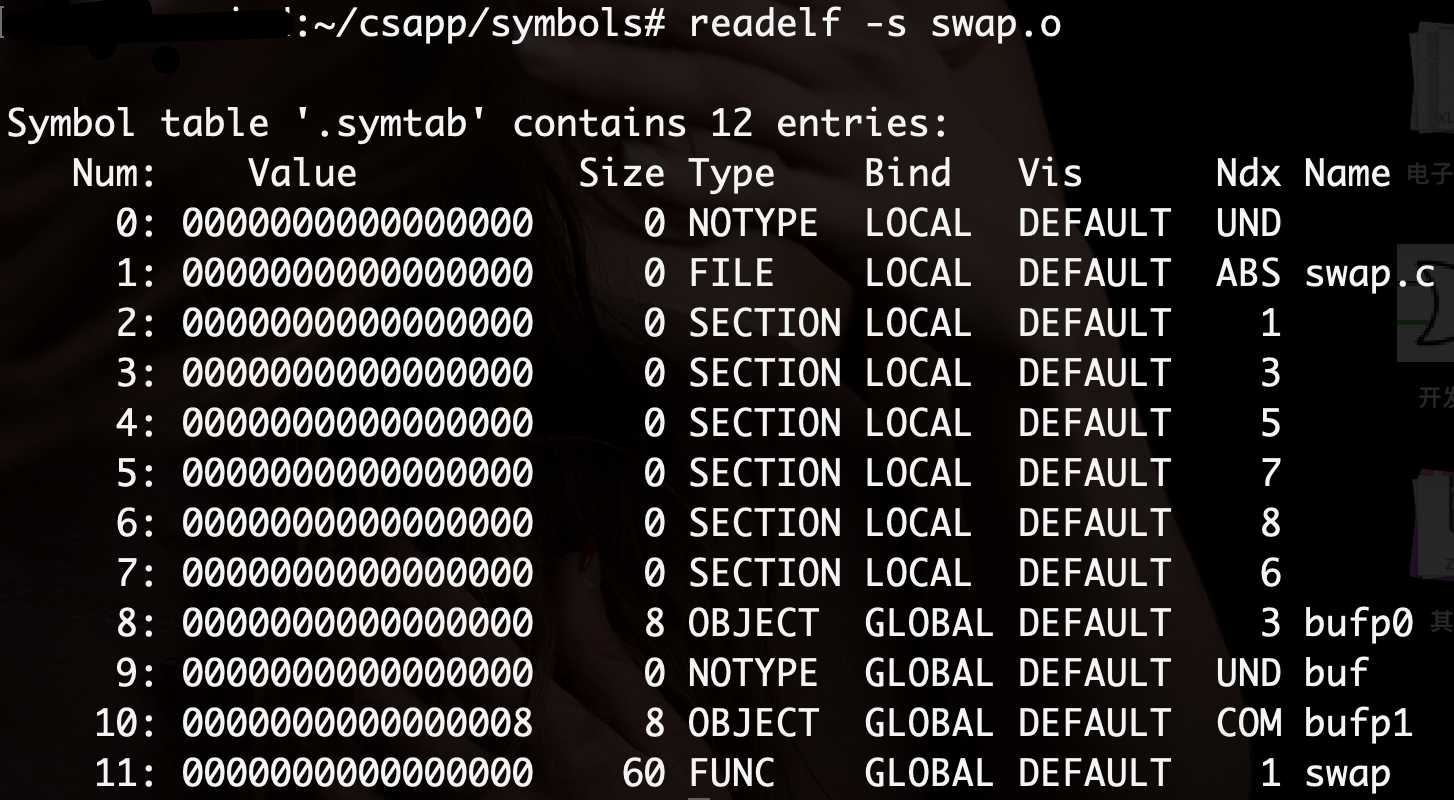 :~/csapp/symbols# readelf -s swap.o
Symbol table '.symtab' contains 12 entries:
Num: Value Size Type Bind Vis Ndx Name
电子
0: 0000000000000000 0 NOTYPE LOCAL DEFAULT UND
1: 0000000000000000 0 FILE LOCAL DEFAULT ABS swap.c
2: 0000000000000000 0 SECTION LOCAL DEFAULT 1
3: 0000000000000000 0 SECTION LOCAL DEFAULT 3
开发
4: 0000000000000000 0 SECTION LOCAL DEFAULT 5
5: 0000000000000000 0 SECTION LOCAL DEFAULT 7
6: 0000000000000000 0 SECTION LOCAL DEFAULT 8
7: 0000000000000000 0 SECTION LOCAL DEFAULT 6
8: 0000000000000000 8 OBJECT GLOBAL DEFAULT 3 bufp0
其
9: 0000000000000000 0 NOTYPE GLOBAL DEFAULT UND buf
10: 0000000000000008 8 OBJECT GLOBAL DEFAULT COM bufp1
11: 0000000000000000 60 FUNC GLOBAL DEFAULT 1 swap